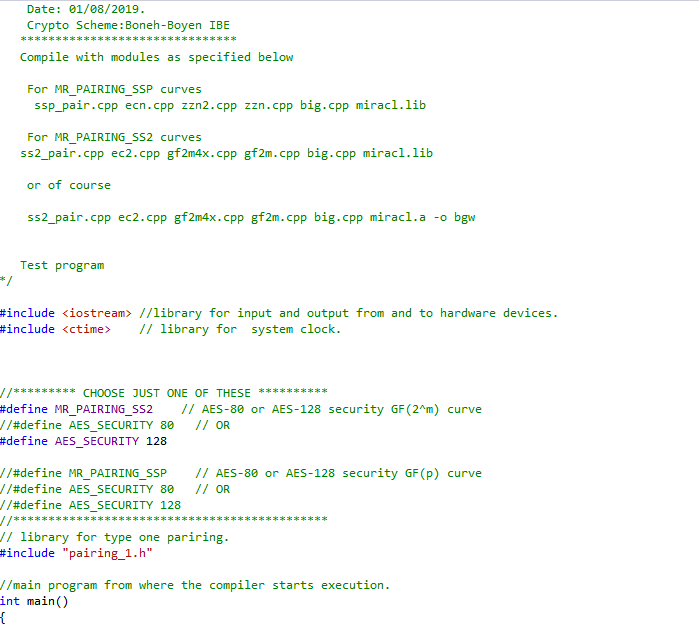 Date: 01/08/2019.
Crypto Scheme:Boneh-Boyen IBE
*******************************
Compile with modules as specified below
For MR_PAIRING_SSP curves
ssp_pair.cpp ecn.cpp zzn2.cpp zzn.cpp big.cpp miracl.lib
For MR_PAIRING_SS2 curves
ss2_pair.cpp ec2.cpp gf2m4x.cpp gf2m.cpp big.cpp miracl.lib
or of course
ss2_pair.cpp ec2.cpp gf2m4x.cpp gf2m.cpp big.cpp miracl.a -o bgw
Test program
*/
#include <iostream> //library for input and output from and to hardware devices.
#include <ctime>    // library for  system clock.
//********* CHOOSE JUST ONE OF THESE **********
#define MR_PAIRING_SS2    // AES-80 or AES-128 security GF(2^m) curve
//#define AES_SECURITY 80   // OR
#define AES_SECURITY 128
//#define MR_PAIRING_SSP    // AES-80 or AES-128 security GF(p) curve
//#define AES_SECURITY 80   // OR
//#define AES_SECURITY 128
//*********************************************
// library for type one pariring.
#include "pairing_1.h"
//main program from where the compiler starts execution.
int main()
{